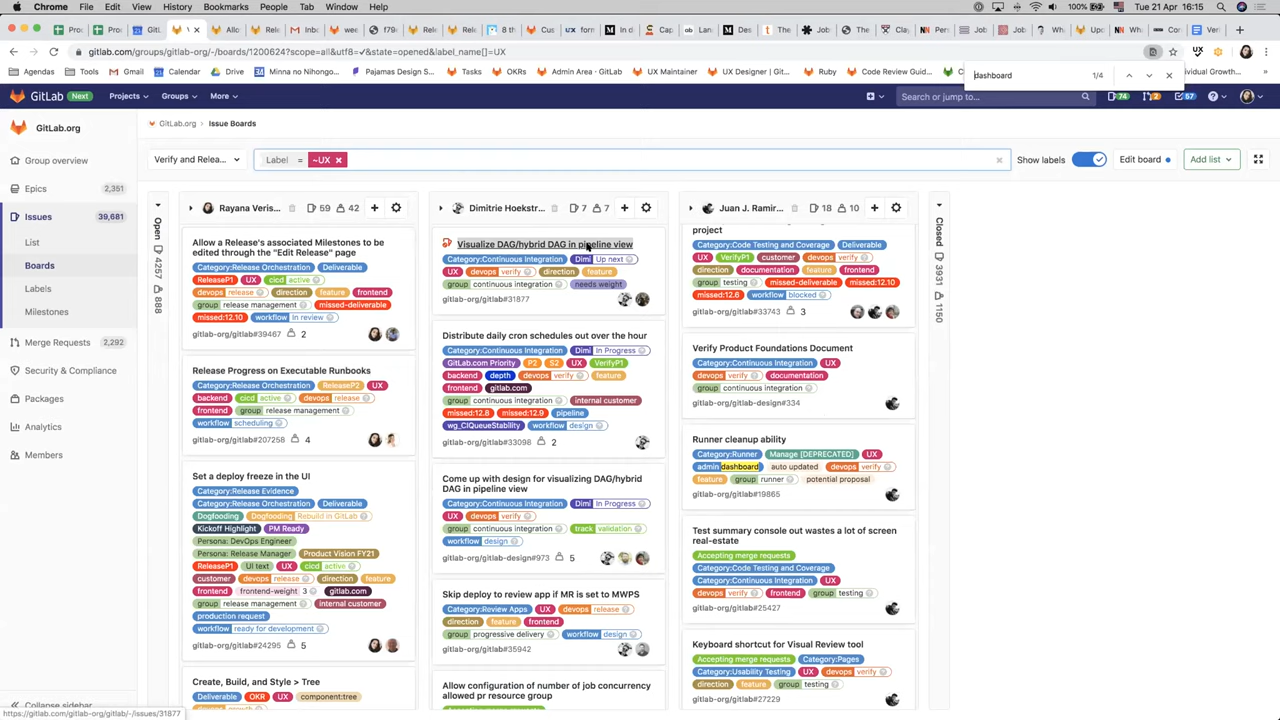 Chrome File Edit View History Bookmarks People Tab Window Help 100% Tue 21 Apr 16:15
gitlab.com/groups/gitlab-org/-/boards/1200624?scope=all&utf8=✓&state=opened&label_name[]=UX
Agendas Tools Gmail Calendar Drive Minna no Nihongo... Pajamas Design S... Tasks OKRs Admin Area · GitLab UX Maintainer UX Designer | Git... Ruby Code Review Guid...
dashboard 1/4
GitLab Next Projects Groups More Search or jump to... 74 2 57
GitLab.org
GitLab.org › Issue Boards
Group overview
Verify and Relea... Label = ~UX Show labels Edit board Add list
Epics 2,351
Issues 39,681
List
Boards
Labels
Milestones
Merge Requests 2,292
Security & Compliance
Packages
Analytics
Members
Collapse sidebar
https://gitlab.com/gitlab-org/gitlab/-/issues/31877
Open 4257 888
Rayana Veris... 59 42
Allow a Release's associated Milestones to be
edited through the "Edit Release" page
Category:Release Orchestration Deliverable
ReleaseP1 UX cicd active
devops release direction feature frontend
group release management missed-deliverable
missed:12.10 workflow In review
gitlab-org/gitlab#39467 2
Release Progress on Executable Runbooks
Category:Release Orchestration ReleaseP2 UX
backend cicd active devops release
frontend group release management
workflow scheduling
gitlab-org/gitlab#207258 4
Set a deploy freeze in the UI
Category:Release Evidence
Category:Release Orchestration Deliverable
Dogfooding Dogfooding Rebuild in GitLab
Kickoff Highlight PM Ready
Persona: DevOps Engineer
Persona: Release Manager Product Vision FY21
ReleaseP1 UI text UX cicd active
customer devops release direction feature
frontend frontend-weight 3 gitlab.com
group release management internal customer
production request
workflow ready for development
gitlab-org/gitlab#24295 5
Create, Build, and Style > Tree
Deliverable OKR UX component:tree
Dimitrie Hoekstr... 7 7
Visualize DAG/hybrid DAG in pipeline view
Category:Continuous Integration Dimi Up next
UX devops verify direction feature
group continuous integration needs weight
gitlab-org/gitlab#31877
Distribute daily cron schedules out over the hour
Category:Continuous Integration Dimi In Progress
GitLab.com Priority P2 S2 UX VerifyP1
backend depth devops verify feature
frontend gitlab.com
group continuous integration internal customer
missed:12.8 missed:12.9 pipeline
wg_CIQueueStability workflow design
gitlab-org/gitlab#33098 2
Come up with design for visualizing DAG/hybrid
DAG in pipeline view
Category:Continuous Integration Dimi In Progress
UX devops verify
group continuous integration track validation
workflow design
gitlab-org/gitlab-design#973 5
Skip deploy to review app if MR is set to MWPS
Category:Review Apps UX devops release
direction feature frontend
group progressive delivery workflow design
gitlab-org/gitlab#35942
Allow configuration of number of job concurrency
allowed per resource group
Juan J. Ramir... 18 10
project
Category:Code Testing and Coverage Deliverable
UX VerifyP1 customer devops verify
direction documentation feature frontend
group testing missed-deliverable missed:12.10
missed:12.8 workflow blocked
gitlab-org/gitlab#33743 3
Verify Product Foundations Document
Category:Continuous Integration UX
devops verify documentation
group continuous integration
gitlab-org/gitlab-design#334
Runner cleanup ability
Category:Runner Manage [DEPRECATED] UX
admin dashboard auto updated devops verify
feature group runner potential proposal
gitlab-org/gitlab#19865
Test summary console out wastes a lot of screen
real-estate
Accepting merge requests
Category:Code Testing and Coverage
Category:Continuous Integration UX
devops verify frontend group testing
gitlab-org/gitlab#25427
Keyboard shortcut for Visual Review tool
Accepting merge requests Category:Pages
Category:Usability Testing UX devops verify
direction feature group testing
gitlab-org/gitlab#27229
Closed 3931 1150